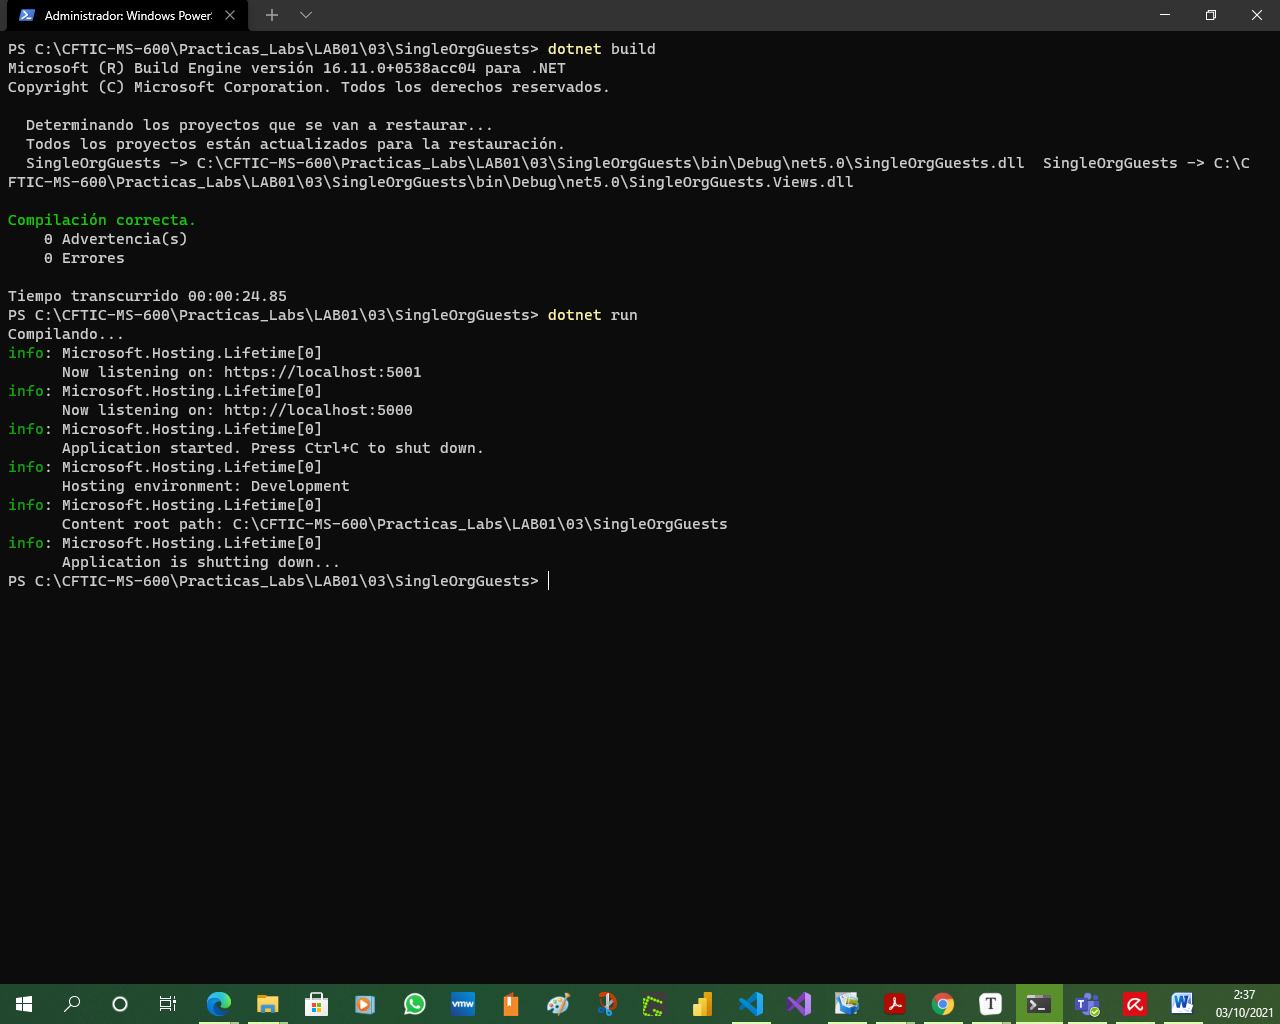 Administrador: Windows Power
PS C:\CFTIC-MS-600\Practicas_Labs\LAB01\03\SingleOrgGuests> dotnet build
Microsoft (R) Build Engine versión 16.11.0+0538acc04 para .NET
Copyright (C) Microsoft Corporation. Todos los derechos reservados.
Determinando los proyectos que se van a restaurar...
Todos los proyectos están actualizados para la restauración.
SingleOrgGuests -> C:\CFTIC-MS-600\Practicas_Labs\LAB01\03\SingleOrgGuests\bin\Debug\net5.0\SingleOrgGuests.dll  SingleOrgGuests -> C:\C
FTIC-MS-600\Practicas_Labs\LAB01\03\SingleOrgGuests\bin\Debug\net5.0\SingleOrgGuests.Views.dll
Compilación correcta.
0 Advertencia(s)
0 Errores
Tiempo transcurrido 00:00:24.85
PS C:\CFTIC-MS-600\Practicas_Labs\LAB01\03\SingleOrgGuests> dotnet run
Compilando...
info: Microsoft.Hosting.Lifetime[0]
Now listening on: https://localhost:5001
info: Microsoft.Hosting.Lifetime[0]
Now listening on: http://localhost:5000
info: Microsoft.Hosting.Lifetime[0]
Application started. Press Ctrl+C to shut down.
info: Microsoft.Hosting.Lifetime[0]
Hosting environment: Development
info: Microsoft.Hosting.Lifetime[0]
Content root path: C:\CFTIC-MS-600\Practicas_Labs\LAB01\03\SingleOrgGuests
info: Microsoft.Hosting.Lifetime[0]
Application is shutting down...
PS C:\CFTIC-MS-600\Practicas_Labs\LAB01\03\SingleOrgGuests>
vmw
T
2:37
03/10/2021